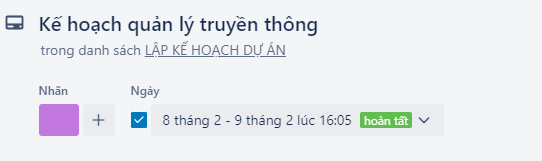 Kế hoạch quản lý truyền thông
trong danh sách LẬP KẾ HOẠCH DỰ ÁN
Nhãn Ngày
8 tháng 2 - 9 tháng 2 lúc 16:05 hoàn tất